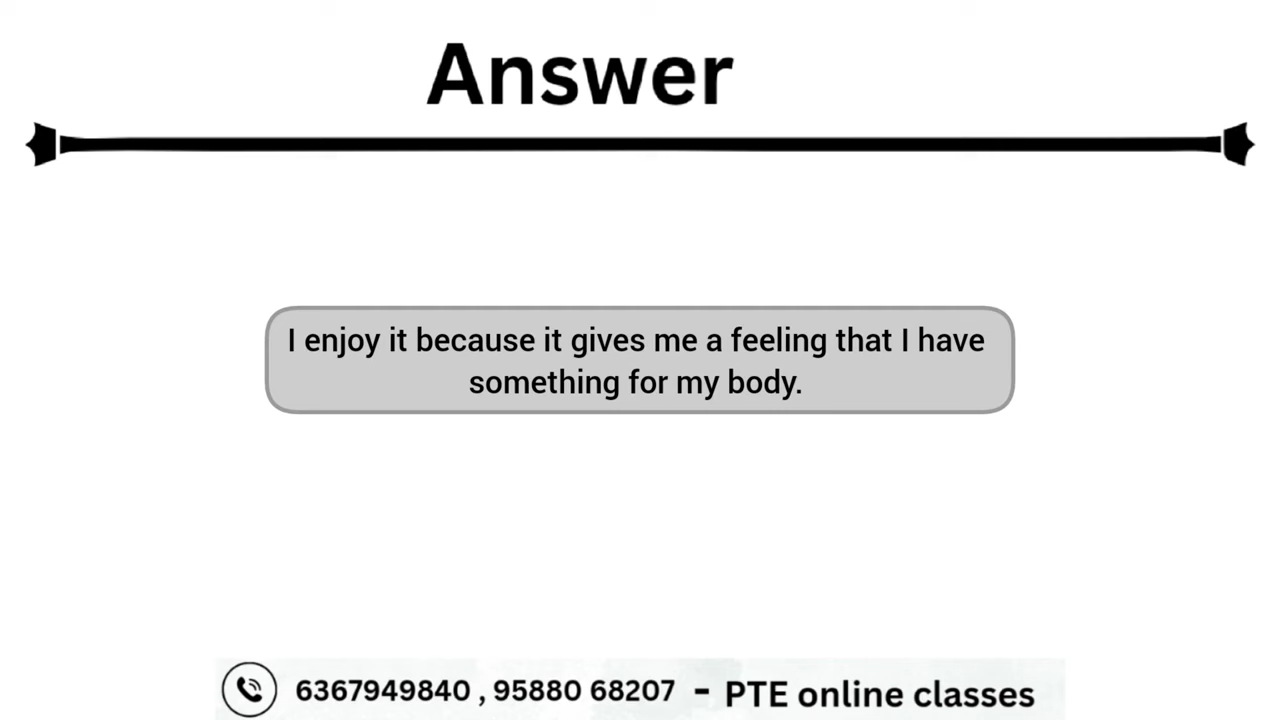 Answer
I enjoy it because it gives me a feeling that I have
something for my body.
6367949840 , 95880 68207 - PTE online classes